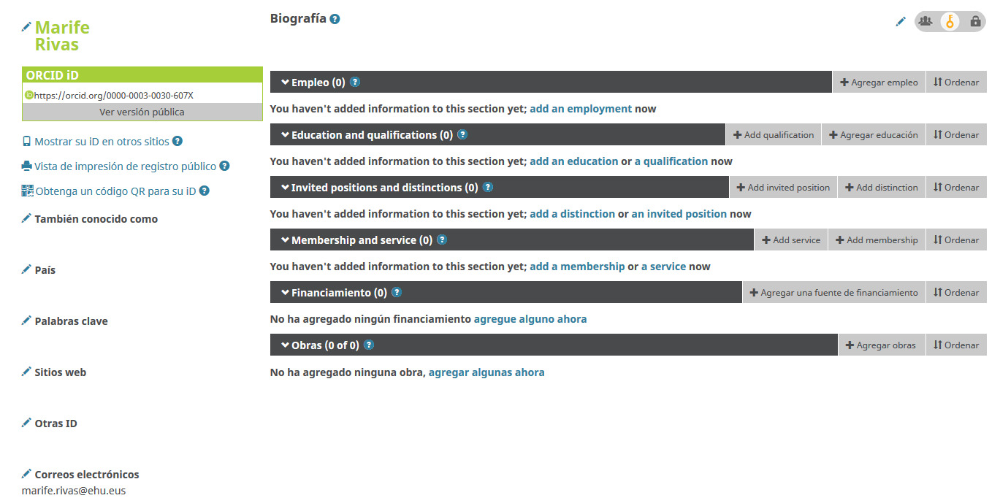 Marife
Rivas
ORCID iD
https://orcid.org/0000-0003-0030-607X
Ver versión pública
Mostrar su iD en otros sitios
Vista de impresión de registro público
Obtenga un código QR para su iD
También conocido como
País
Palabras clave
Sitios web
Otras ID
Correos electrónicos
marife.rivas@ehu.eus
Biografía
Empleo (0) Agregar empleo Ordenar
You haven't added information to this section yet; add an employment now
Education and qualifications (0) Add qualification Agregar educación Ordenar
You haven't added information to this section yet; add an education or a qualification now
Invited positions and distinctions (0) Add invited position Add distinction Ordenar
You haven't added information to this section yet; add a distinction or an invited position now
Membership and service (0) Add service Add membership Ordenar
You haven't added information to this section yet; add a membership or a service now
Financiamiento (0) Agregar una fuente de financiamiento Ordenar
No ha agregado ningún financiamiento agregue alguno ahora
Obras (0 of 0) Agregar obras Ordenar
No ha agregado ninguna obra, agregar algunas ahora